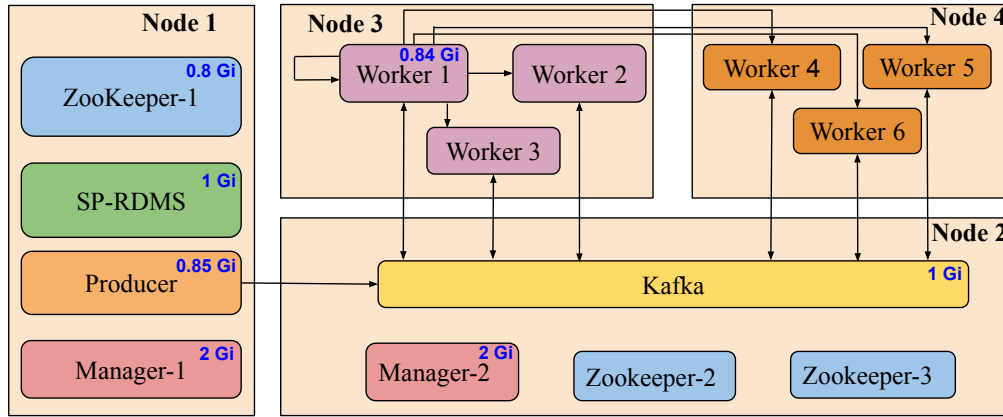 Node 1
0.8 Gi
ZooKeeper-1
1 Gi
SP-RDMS
0.85 Gi
Producer
2 Gi
Manager-1
Node 3
0.84 Gi
Worker 1
Worker 2
Worker 3
Node 4
Worker 4
Worker 5
Worker 6
Node 2
1 Gi
Kafka
2 Gi
Manager-2
Zookeeper-2
Zookeeper-3